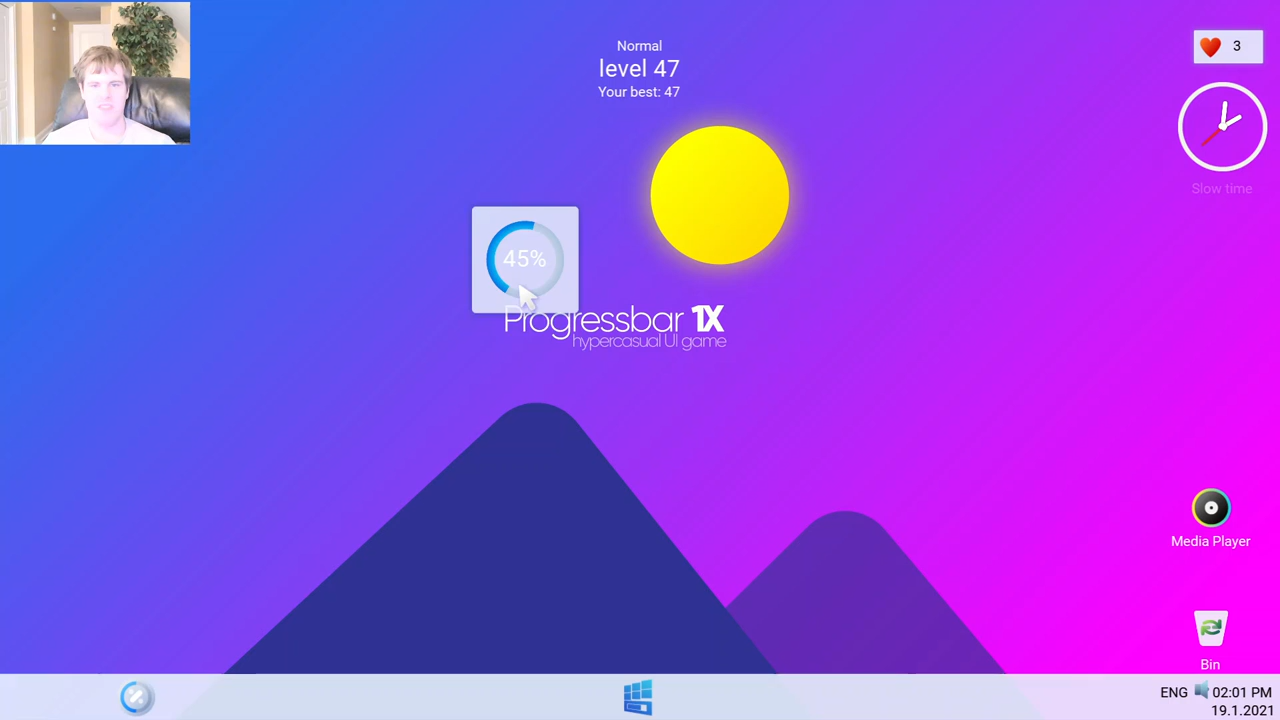 Normal
level 47
Your best: 47
3
Slow time
45%
Progressbar 1X
hypercasual UI game
Media Player
Bin
ENG 02:01 PM
19.1.2021